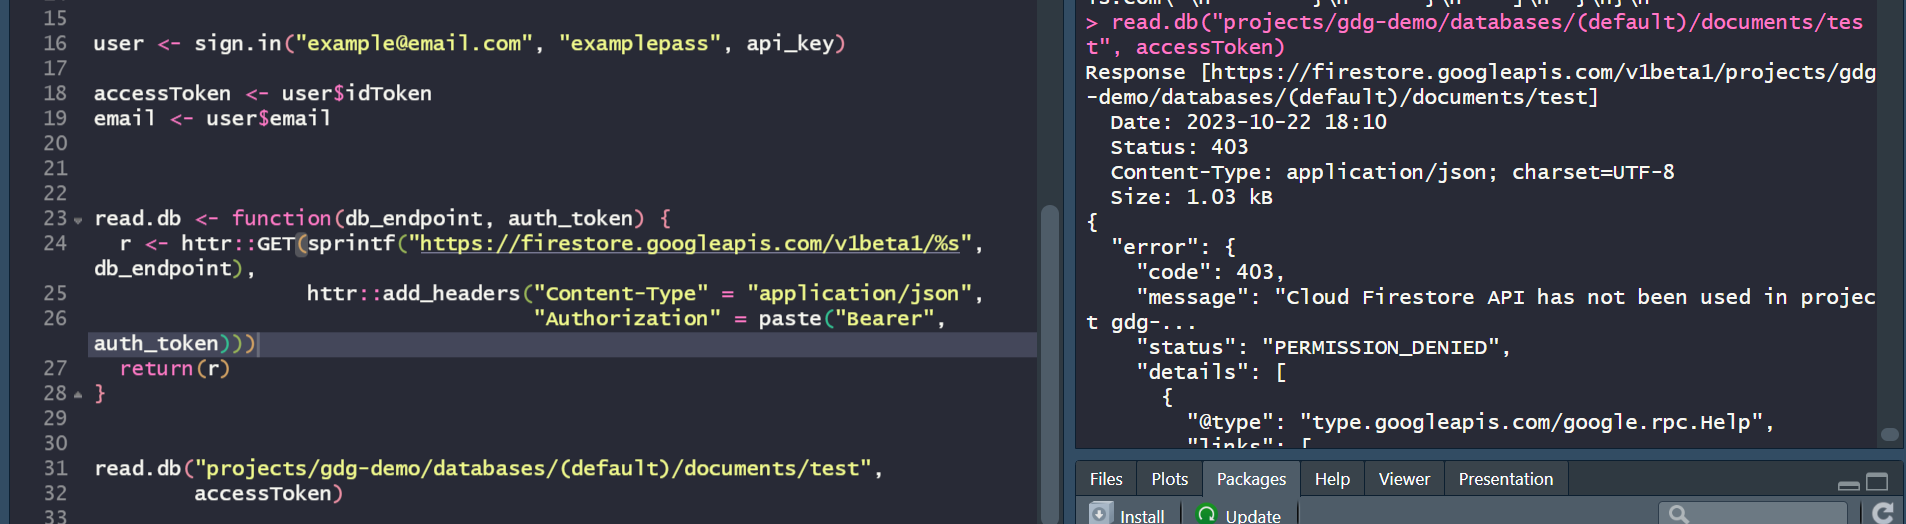 15
16 user <- sign.in("example@email.com", "examplepass", api_key)
17
18 accessToken <- user$idToken
19 email <- user$email
20
21
22
23 read.db <- function(db_endpoint, auth_token) {
24 r <- httr::GET(sprintf("https://firestore.googleapis.com/v1beta1/%s",
db_endpoint),
25 httr::add_headers("Content-Type" = "application/json",
26 "Authorization" = paste("Bearer",
auth_token)))
27 return(r)
28 }
29
30
31 read.db("projects/gdg-demo/databases/(default)/documents/test",
32 accessToken)
33
> read.db("projects/gdg-demo/databases/(default)/documents/tes
t", accessToken)
Response [https://firestore.googleapis.com/v1beta1/projects/gdg
-demo/databases/(default)/documents/test]
Date: 2023-10-22 18:10
Status: 403
Content-Type: application/json; charset=UTF-8
Size: 1.03 kB
{
"error": {
"code": 403,
"message": "Cloud Firestore API has not been used in projec
t gdg-...
"status": "PERMISSION_DENIED",
"details": [
{
"@type": "type.googleapis.com/google.rpc.Help",
"links": [
Files Plots Packages Help Viewer Presentation
Install Update